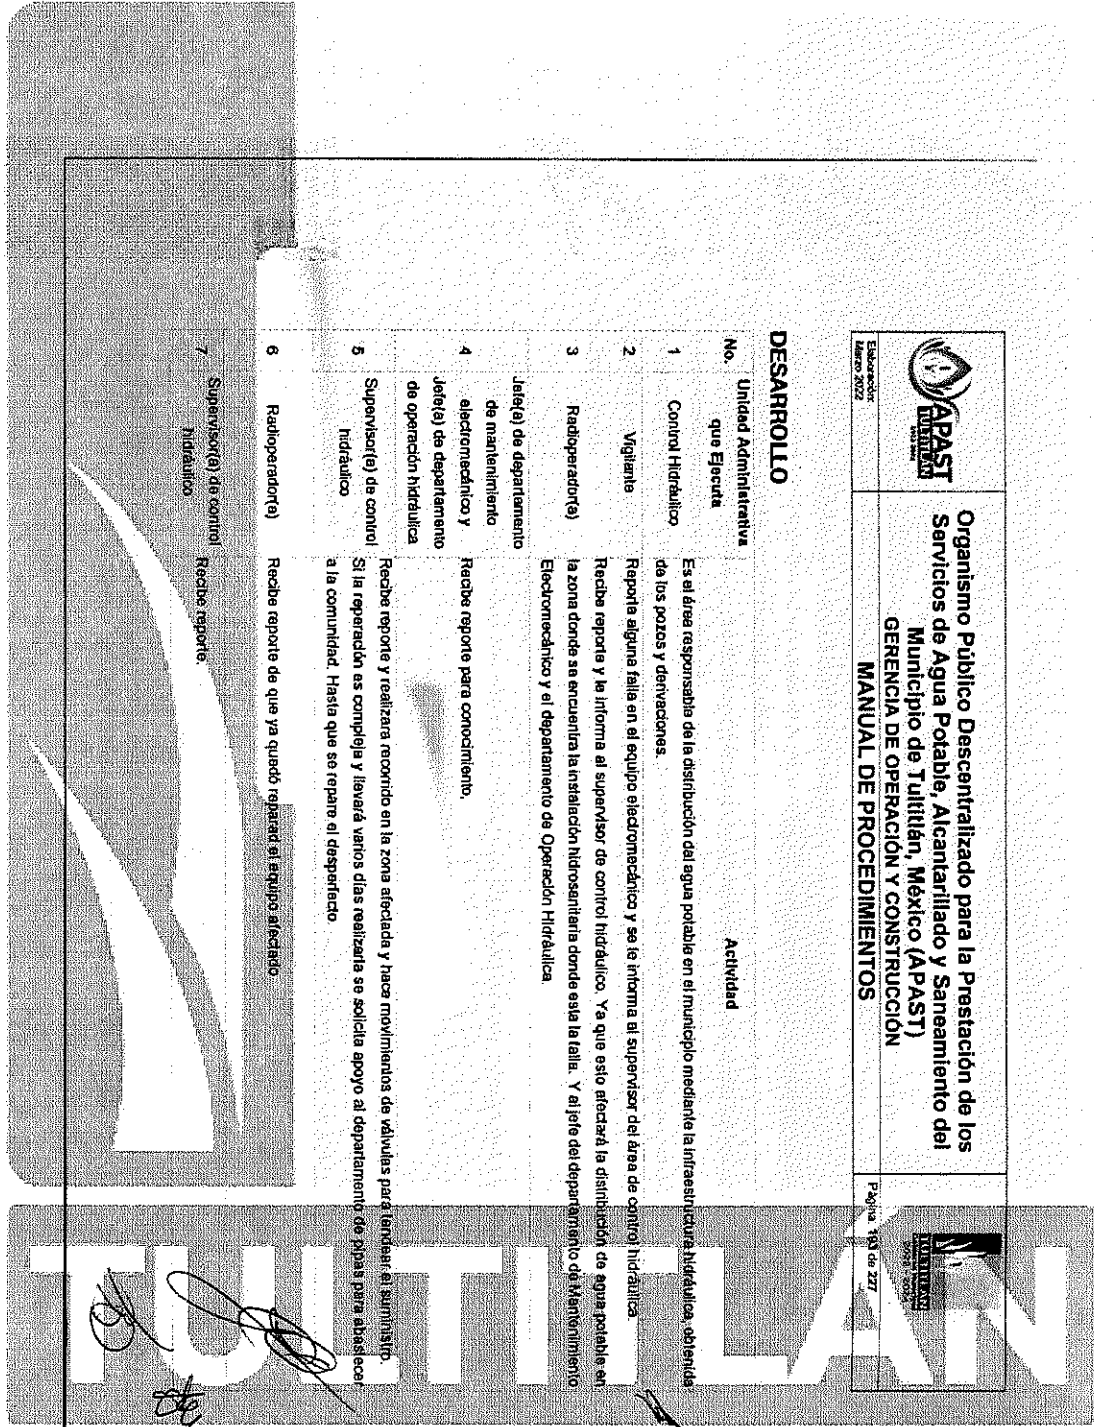 APAST
TULTITLÁN
Organismo Público Descentralizado para la Prestación de los
Servicios de Agua Potable, Alcantarillado y Saneamiento del
Municipio de Tultitlán, México (APAST)
GERENCIA DE OPERACIÓN Y CONSTRUCCIÓN
MANUAL DE PROCEDIMIENTOS
TULTITLÁN
Marzo 2022
Página 193 de 227
DESARROLLO
No.
Unidad Administrativa
que Ejecuta
Actividad
1
Control Hidráulico
Es el área responsable de la distribución del agua potable en el municipio mediante la infraestructura hidráulica, obtenida
de los pozos y derivaciones.
2
Vigilante
Reporta alguna falla en el equipo electromecánico y se le informa al supervisor del área de control hidráulica.
3
Radioperador(a)
Recibe reporte y le informa al supervisor de control hidráulico. Ya que esto afectará la distribución de agua potable en
la zona donde se encuentra la instalación hidrosanitaria donde esta la falla. Y al jefe del departamento de Mantenimiento
Electromecánico y el departamento de Operación Hidráulica.
4
Jefe(a) de departamento
de mantenimiento
electromecánico y
Jefe(a) de departamento
de operación hidráulica
Recibe reporte para conocimiento,
5
Supervisor(a) de control
hidráulico
Recibe reporte y realizara recorrido en la zona afectada y hace movimientos de válvulas para tandear el suministro.
Si la reparación es compleja y llevará varios días realizarla se solicita apoyo al departamento de pipas para abastecer
a la comunidad. Hasta que se repare el desperfecto
6
Radioperador(a)
Recibe reporte de que ya quedó reparad el equipo afectado
7
Supervisor(a) de control
hidráulico
Recibe reporte.
TULTITLÁN